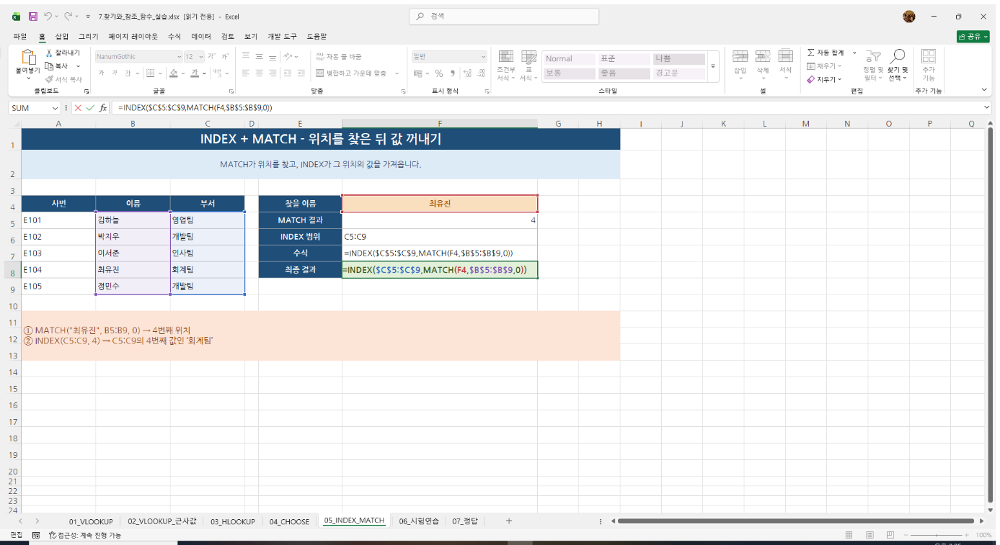 7.찾기와_참조_함수_실습.xlsx [읽기 전용] - Excel
검색
파일 홈 삽입 그리기 페이지 레이아웃 수식 데이터 검토 보기 개발 도구 도움말
공유
붙여넣기
잘라내기
복사
서식 복사
클립보드
NanumGothic 12
가 가
가 가 가
글꼴
자동 줄 바꿈
병합하고 가운데 맞춤
맞춤
일반
표시 형식
조건부 서식
표 서식
Normal 표준 나쁨
보통 좋음 경고문
스타일
삽입 삭제 서식
셀
자동 합계
채우기
지우기
정렬 및 필터
찾기 및 선택
편집
추가 기능
추가 기능
SUM
fx
=INDEX($C$5:$C$9,MATCH(F4,$B$5:$B$9,0))
A B C D E F G H I J K L M N O P Q
1 INDEX + MATCH - 위치를 찾은 뒤 값 꺼내기
2 MATCH가 위치를 찾고, INDEX가 그 위치의 값을 가져옵니다.
3
4 사번 이름 부서 찾을 이름 최유진
5 E101 김하늘 영업팀 MATCH 결과 4
6 E102 박지우 개발팀 INDEX 범위 C5:C9
7 E103 이서준 인사팀 수식 =INDEX($C$5:$C$9,MATCH(F4,$B$5:$B$9,0))
8 E104 최유진 회계팀 최종 결과 =INDEX($C$5:$C$9,MATCH(F4,$B$5:$B$9,0))
9 E105 정민수 개발팀
10
11 ① MATCH("최유진", B5:B9, 0) → 4번째 위치
12 ② INDEX(C5:C9, 4) → C5:C9의 4번째 값인 '회계팀'
13
14
15
16
17
18
19
20
21
22
23
24
01_VLOOKUP 02_VLOOKUP_근사값 03_HLOOKUP 04_CHOOSE 05_INDEX_MATCH 06_시험연습 07_정답
편집 접근성: 계속 진행 가능 100%